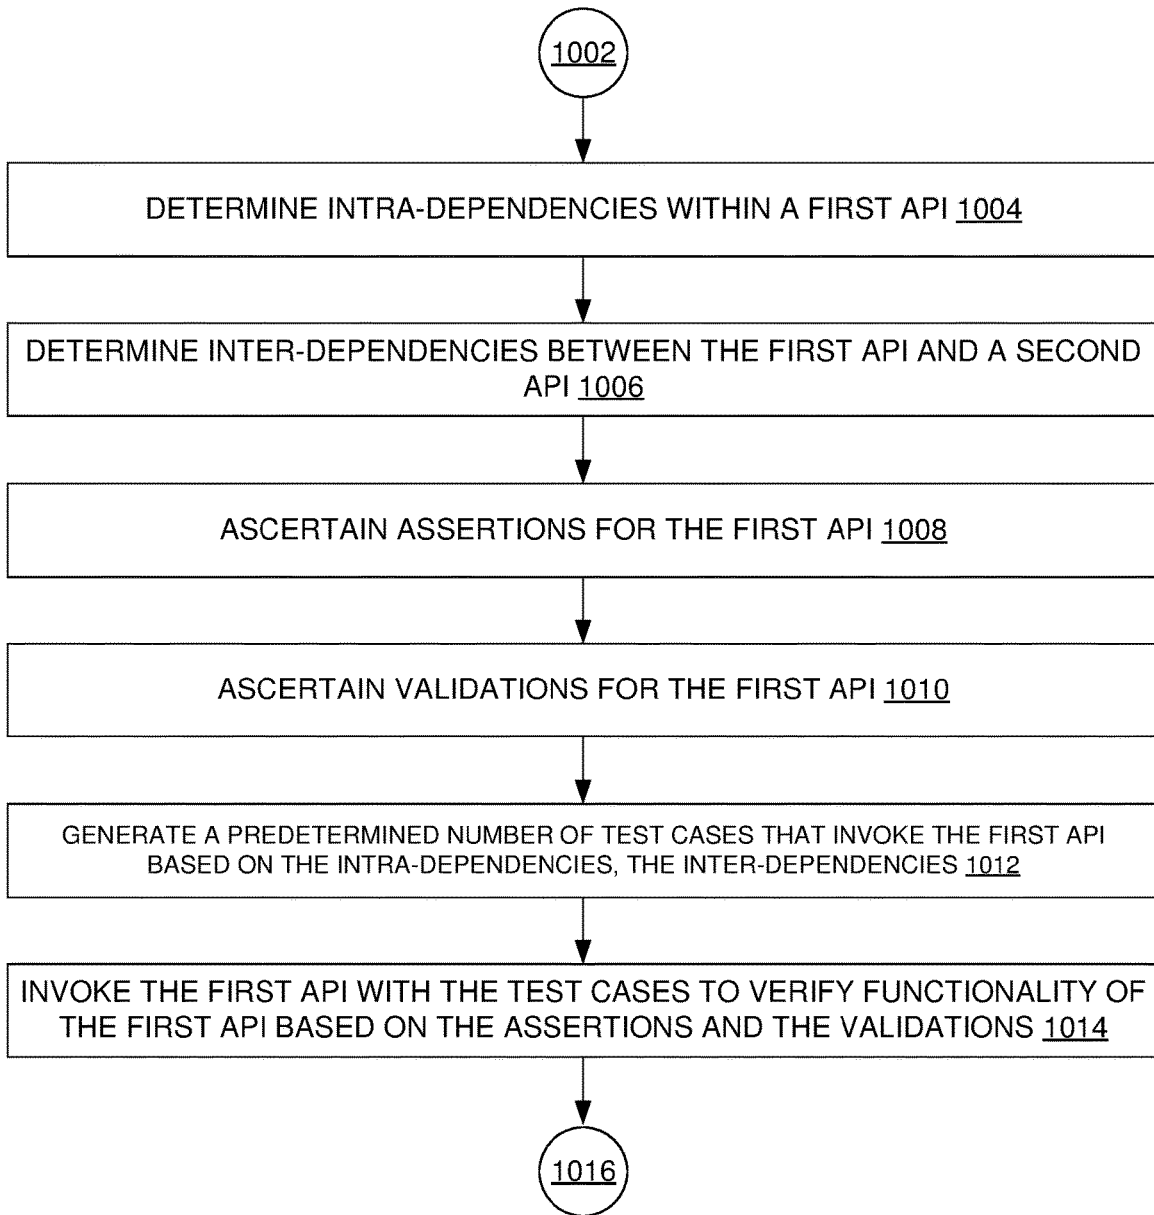 1002
DETERMINE INTRA-DEPENDENCIES WITHIN A FIRST API 1004
DETERMINE INTER-DEPENDENCIES BETWEEN THE FIRST API AND A SECOND
API 1006
ASCERTAIN ASSERTIONS FOR THE FIRST API 1008
ASCERTAIN VALIDATIONS FOR THE FIRST API 1010
GENERATE A PREDETERMINED NUMBER OF TEST CASES THAT INVOKE THE FIRST API
BASED ON THE INTRA-DEPENDENCIES, THE INTER-DEPENDENCIES 1012
INVOKE THE FIRST API WITH THE TEST CASES TO VERIFY FUNCTIONALITY OF
THE FIRST API BASED ON THE ASSERTIONS AND THE VALIDATIONS 1014
1016